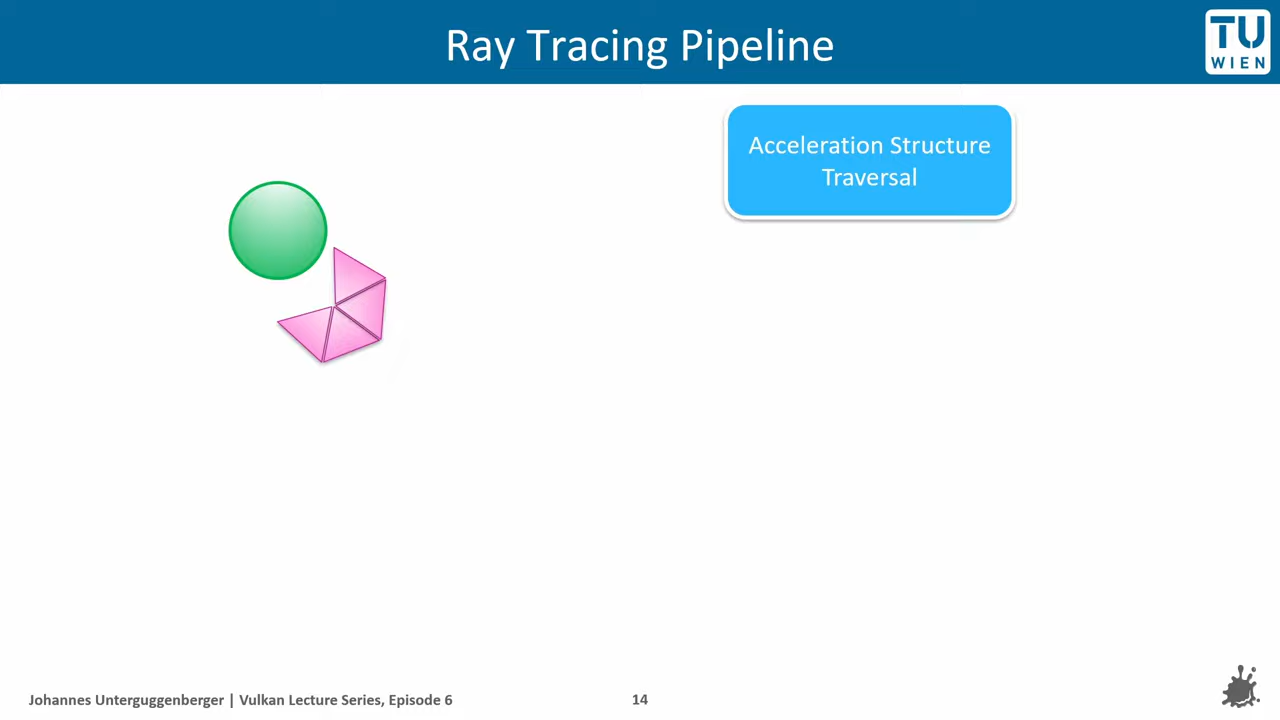 Ray Tracing Pipeline
TU
WIEN
Acceleration Structure
Traversal
Johannes Unterguggenberger | Vulkan Lecture Series, Episode 6
14